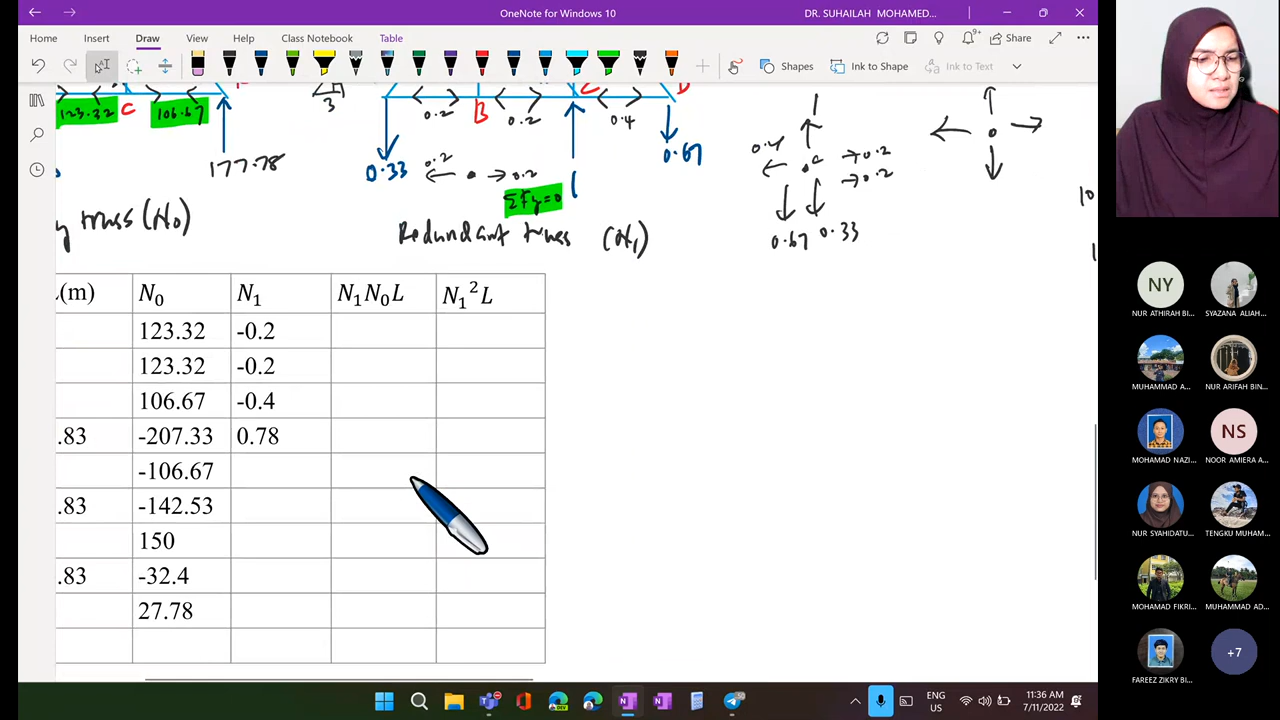 OneNote for Windows 10
DR. SUHAILAH MOHAMED...
Home Insert Draw View Help Class Notebook Table
Share
Shapes Ink to Shape Ink to Text
123.32 C 106.67
3
0.2 B 0.2 C 0.4 D
177.78
0.33
0.2 0.2
ΣFy=0
1
0.67
1
0.4 C 0.2
0.2
0.67 0.33
10
truss (N₀)
Redundant truss (N₁)
L(m) N₀ N₁ N₁N₀L N₁²L
123.32 -0.2
123.32 -0.2
106.67 -0.4
.83 -207.33 0.78
-106.67
.83 -142.53
150
.83 -32.4
27.78
NY
NUR ATHIRAH BI...
SYAZANA ALIAH...
MUHAMMAD A...
NUR ARIFAH BIN...
MOHAMAD NAZI...
NS
NOOR AMIERA A...
NUR SYAHIDATU...
TENGKU MUHAM...
MOHAMAD FIKRI...
MUHAMMAD AD...
FAREEZ ZIKRY BI...
+7
ENG
US
11:36 AM
7/11/2022